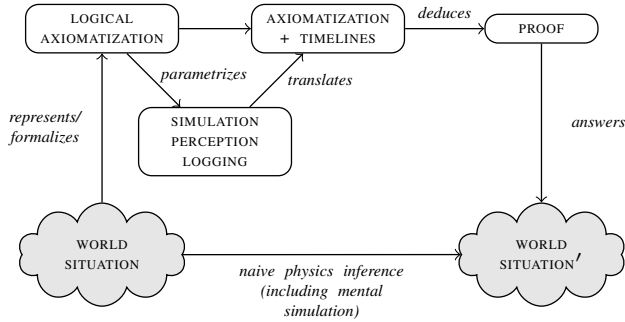 LOGICAL
AXIOMATIZATION
AXIOMATIZATION
+ TIMELINES
deduces
PROOF
parametrizes
translates
represents/
formalizes
SIMULATION
PERCEPTION
LOGGING
answers
WORLD
SITUATION
naive physics inference
(including mental
simulation)
WORLD
SITUATION′